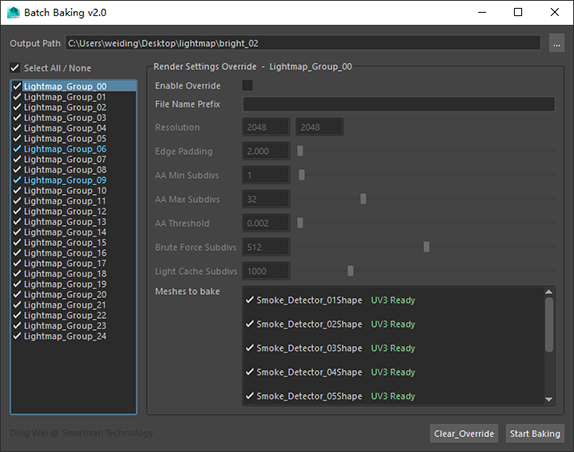 Batch Baking v2.0
Output Path C:\Users\weiding\Desktop\lightmap\bright_02 ...
Select All / None
Lightmap_Group_00
Lightmap_Group_01
Lightmap_Group_02
Lightmap_Group_03
Lightmap_Group_04
Lightmap_Group_05
Lightmap_Group_06
Lightmap_Group_07
Lightmap_Group_08
Lightmap_Group_09
Lightmap_Group_10
Lightmap_Group_11
Lightmap_Group_12
Lightmap_Group_13
Lightmap_Group_14
Lightmap_Group_15
Lightmap_Group_16
Lightmap_Group_17
Lightmap_Group_18
Lightmap_Group_19
Lightmap_Group_20
Lightmap_Group_21
Lightmap_Group_22
Lightmap_Group_23
Lightmap_Group_24
Render Settings Override - Lightmap_Group_00
Enable Override
File Name Prefix
Resolution 2048 2048
Edge Padding 2.000
AA Min Subdivs 1
AA Max Subdivs 32
AA Threshold 0.002
Brute Force Subdivs 512
Light Cache Subdivs 1000
Meshes to bake
Smoke_Detector_01Shape UV3 Ready
Smoke_Detector_02Shape UV3 Ready
Smoke_Detector_03Shape UV3 Ready
Smoke_Detector_04Shape UV3 Ready
Smoke_Detector_05Shape UV3 Ready
Ding Wei @ Smartisan Technology
Clear_Override Start Baking